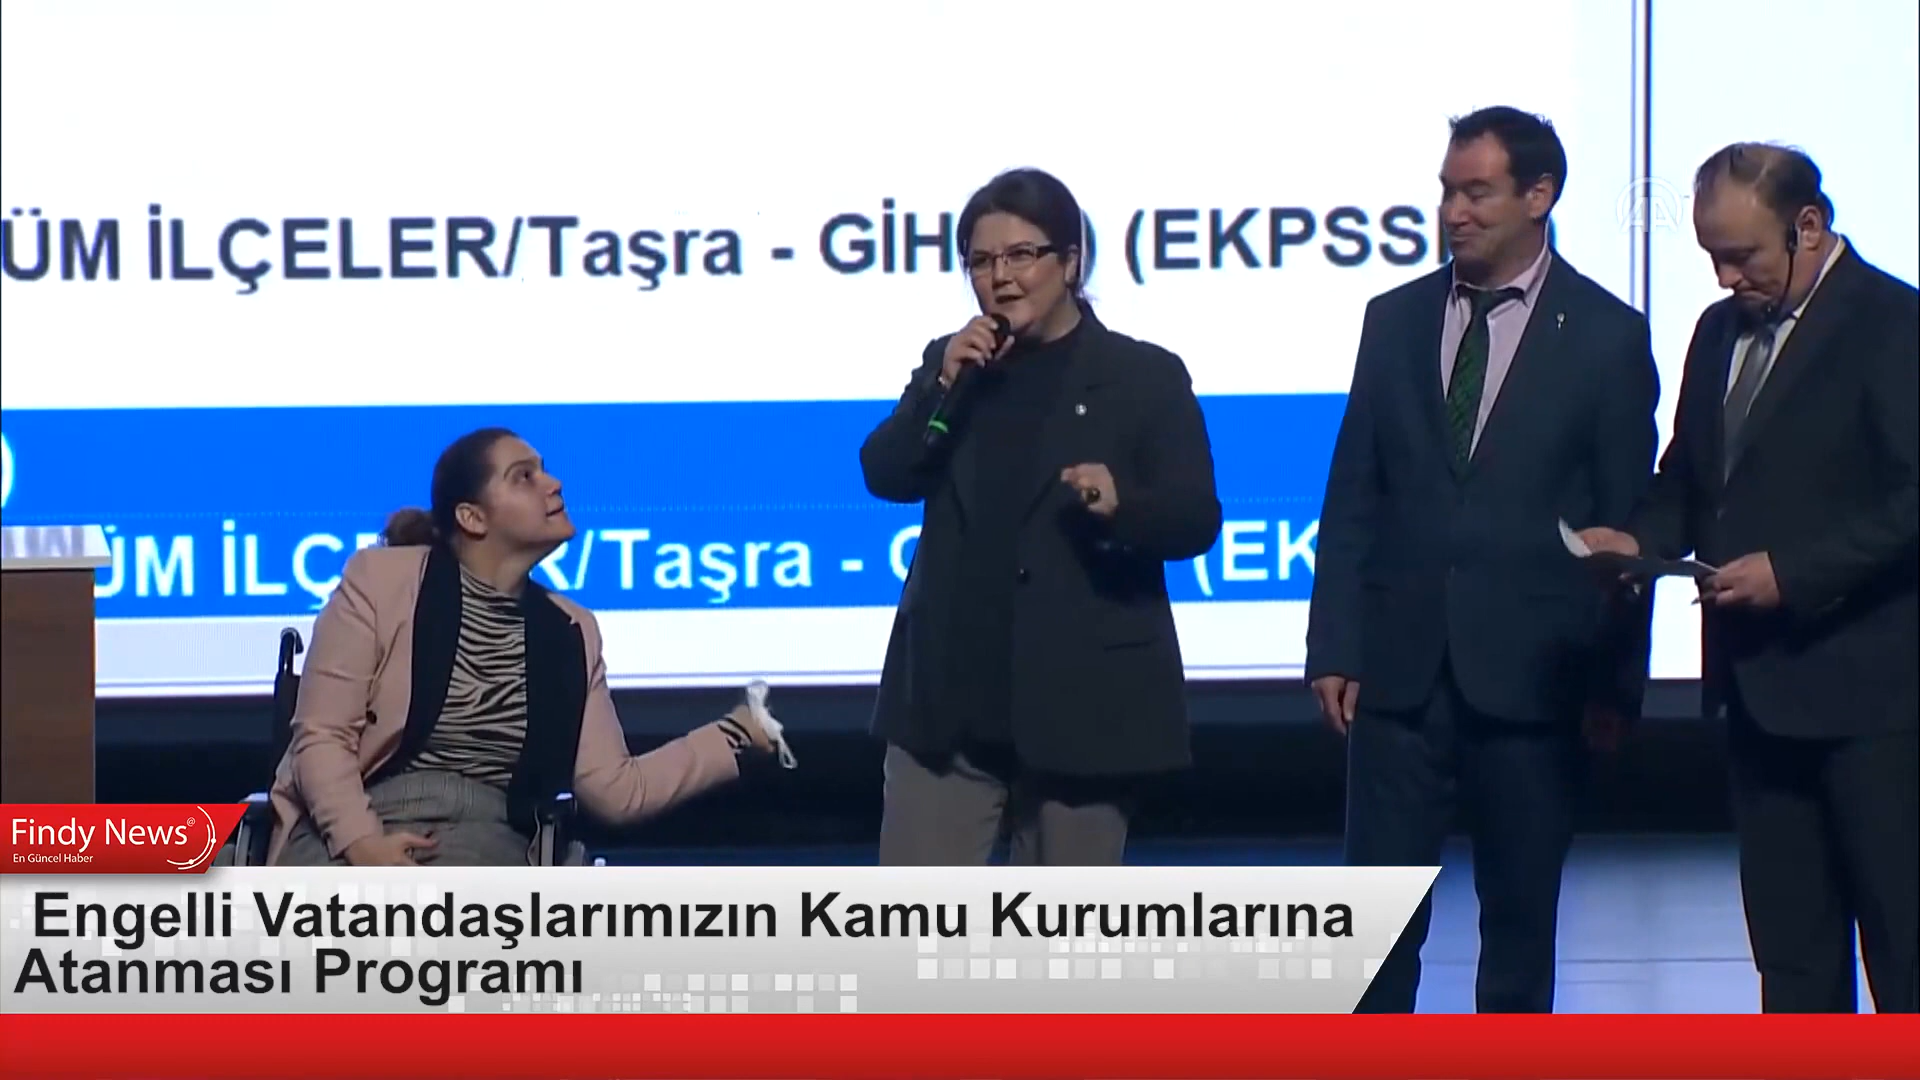 ÜM İLÇELER/Taşra - GİH (EKPSS
AA
ÜM İLÇ R/Taşra - (EK
Findy News
En Güncel Haber
Engelli Vatandaşlarımızın Kamu Kurumlarına
Atanması Programı